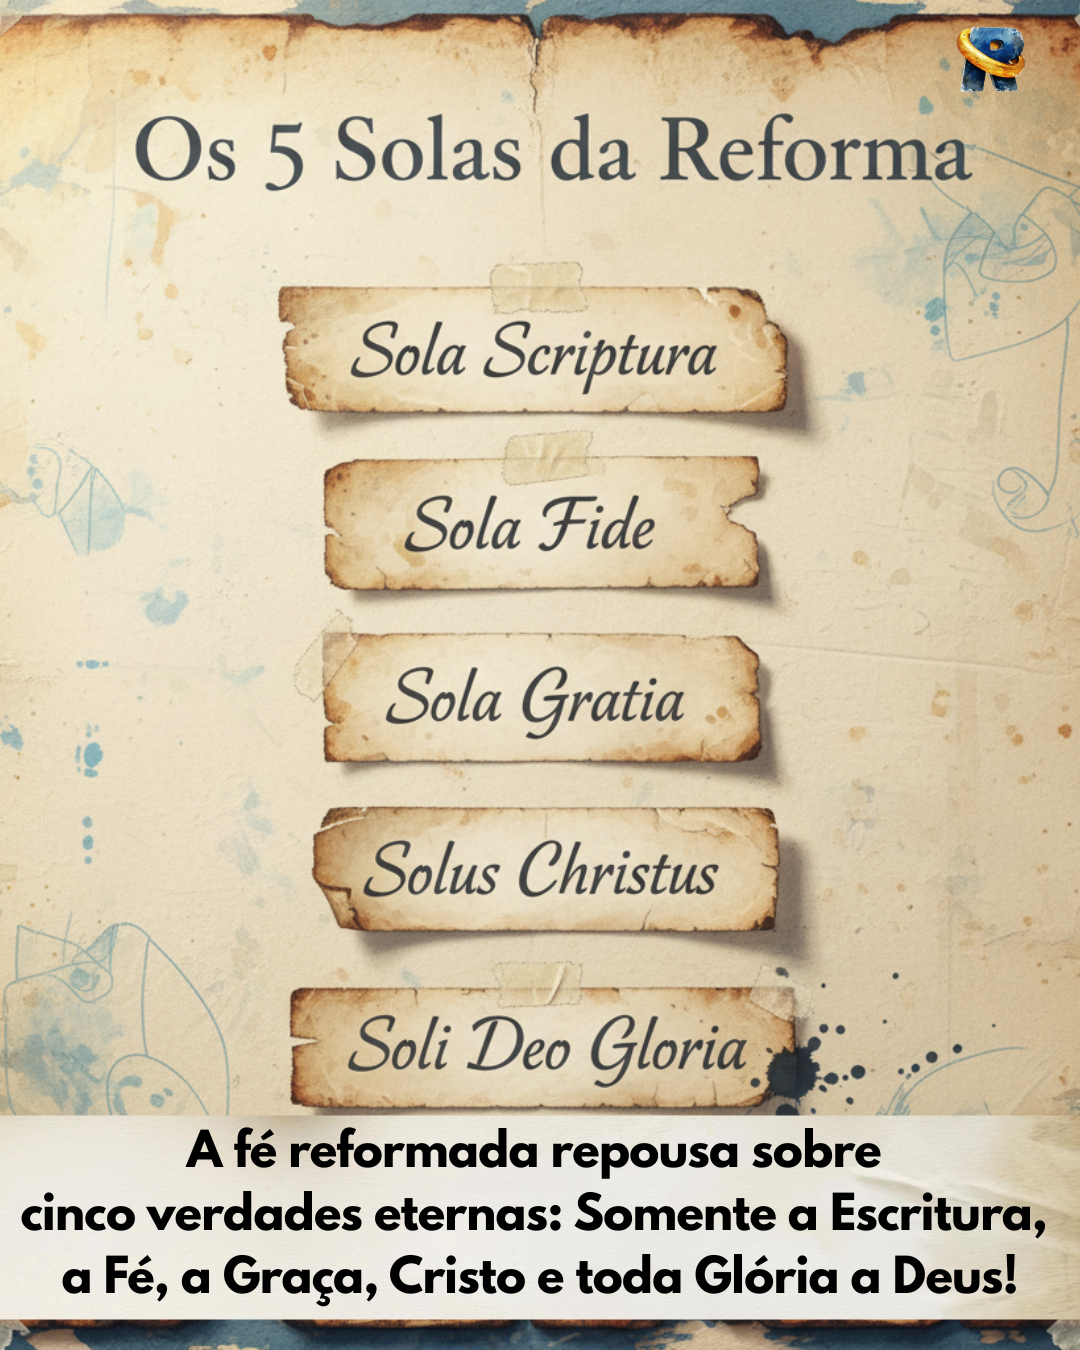 R
Os 5 Solas da Reforma
Sola Scriptura
Sola Fide
Sola Gratia
Solus Christus
Soli Deo Gloria
A fé reformada repousa sobre
cinco verdades eternas: Somente a Escritura,
a Fé, a Graça, Cristo e toda Glória a Deus!